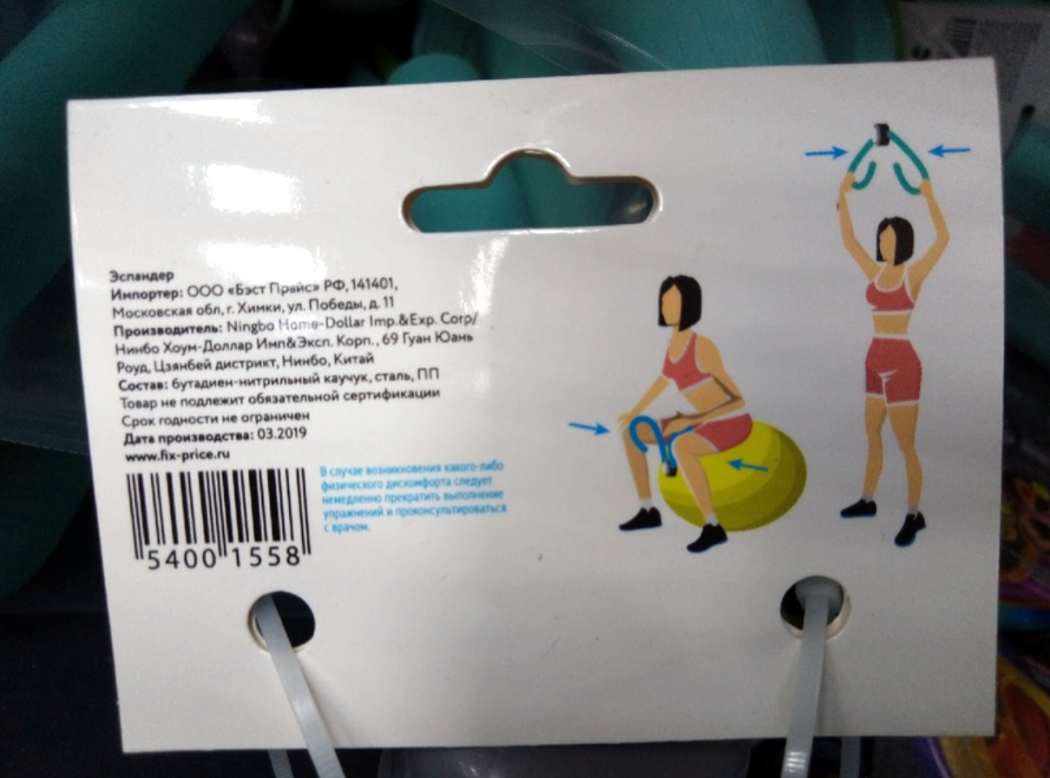 Эспандер
Импортер: ООО «Бэст Прайс» РФ, 141401,
Московская обл, г. Химки, ул. Победы, д. 11
Производитель: Ningbo Home-Dollar Imp.&Exp. Corp/
Нинбо Хоум-Доллар Имп&Эксп. Корп., 69 Гуан Юань
Роуд, Цзянбей дистрикт, Нинбо, Китай
Состав: бутадиен-нитрильный каучук, сталь, ПП
Товар не подлежит обязательной сертификации
Срок годности не ограничен
Дата производства: 03.2019
www.fix-price.ru
В случае возникновения какого-либо
физического дискомфорта следует
немедленно прекратить выполнение
упражнений и проконсультироваться
с врачом.
5400 1558